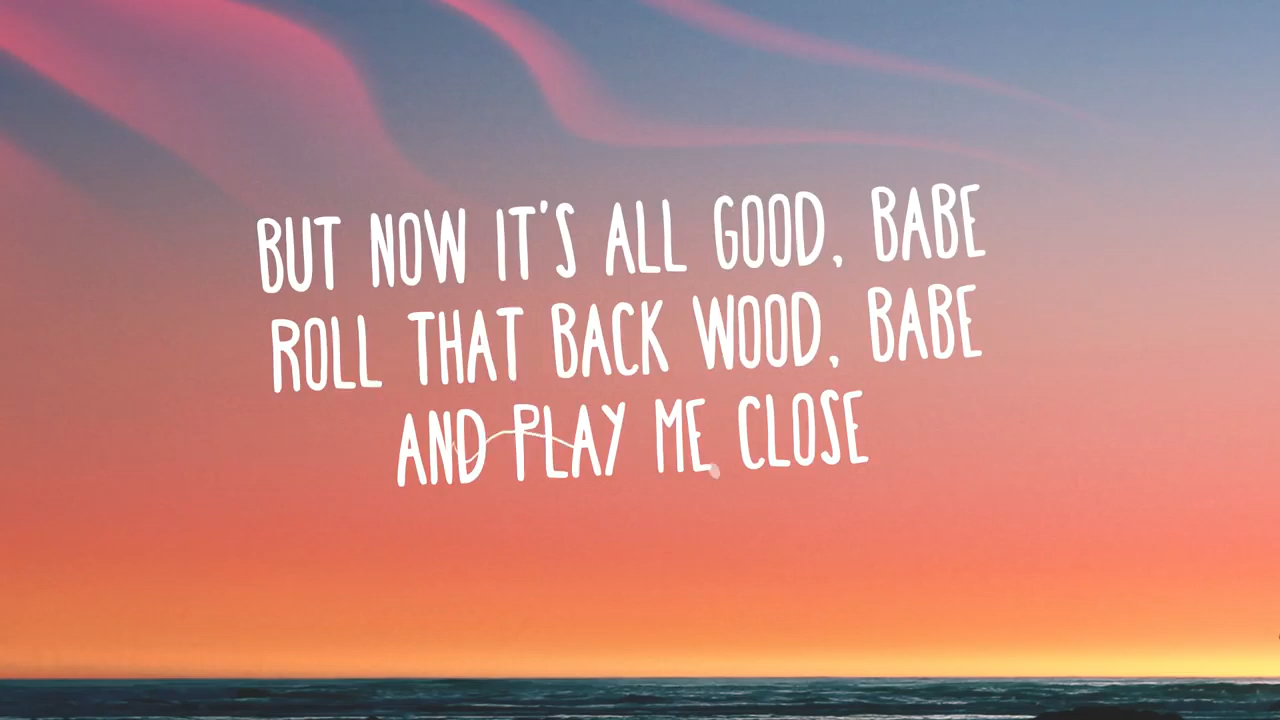 BUT NOW IT'S ALL GOOD, BABE
ROLL THAT BACK WOOD, BABE
AND PLAY ME CLOSE